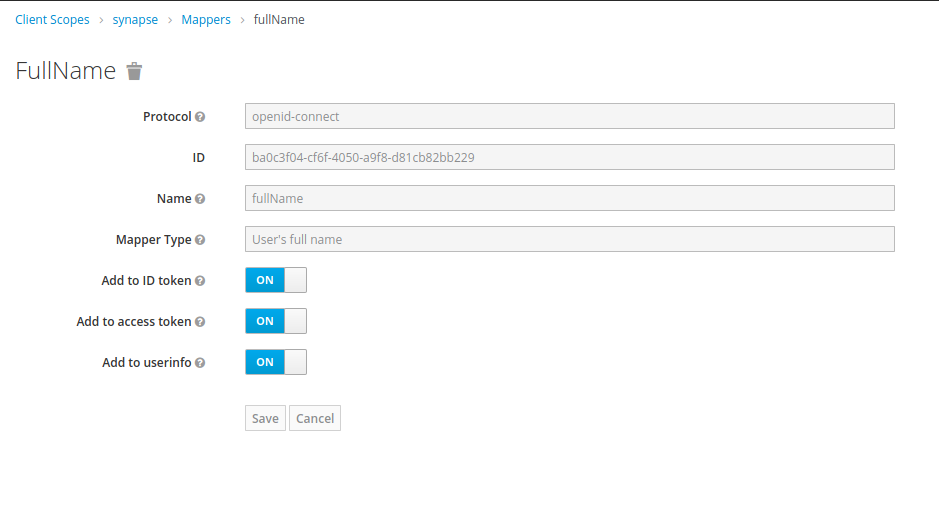 Client Scopes › synapse › Mappers › fullName
FullName
Protocol openid-connect
ID ba0c3f04-cf6f-4050-a9f8-d81cb82bb229
Name fullName
Mapper Type User's full name
Add to ID token ON
Add to access token ON
Add to userinfo ON
Save Cancel